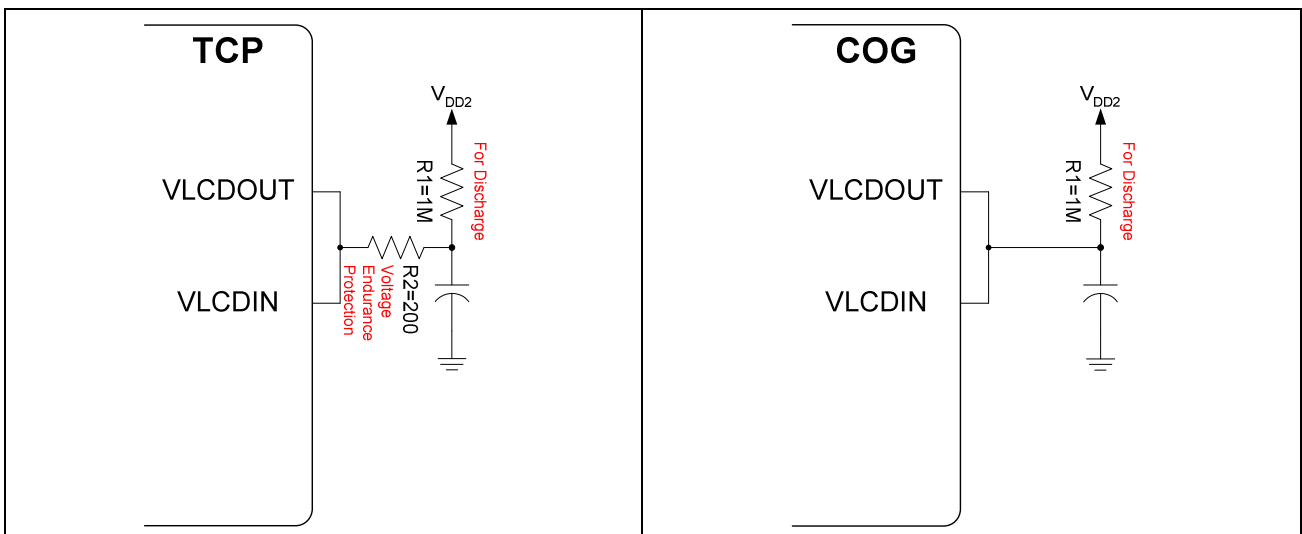 TCP
VDD2
For Discharge
R1=1M
VLCDOUT
VLCDIN
R2=200
Voltage
Endurance
Protection
COG
VDD2
For Discharge
R1=1M
VLCDOUT
VLCDIN